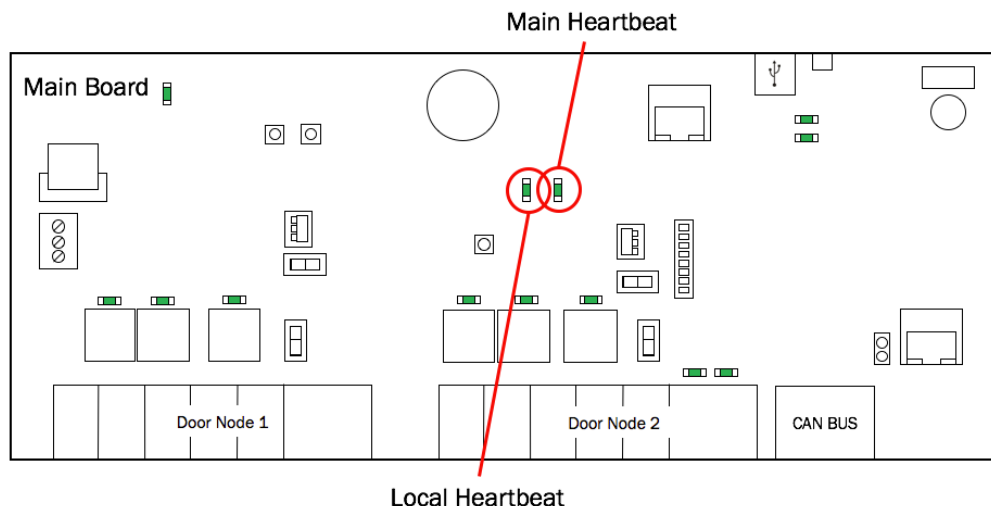 Main Heartbeat
Main Board
Door Node 1
Door Node 2
CAN BUS
Local Heartbeat